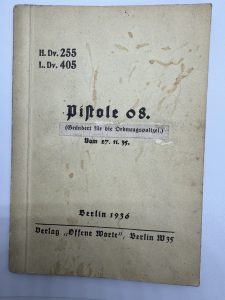 H. Dv. 255
L. Dv. 405
Pistole 08.
(Geändert für die Ordnungspolizei.)
Vom 17. 11. 35.
Berlin 1936
Verlag „Offene Worte“, Berlin W 35